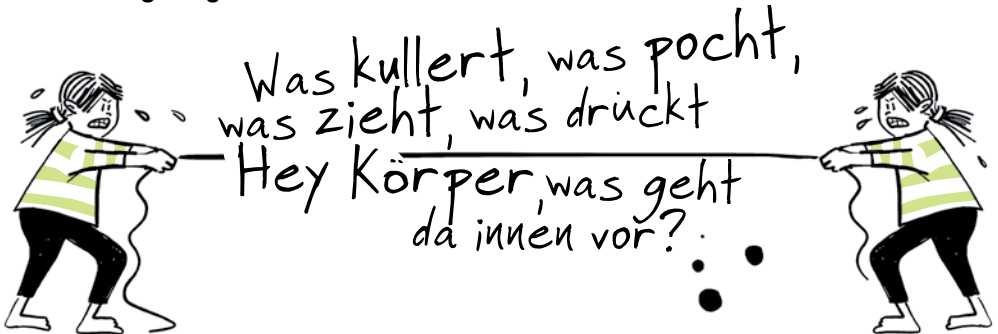 Was kullert, was pocht,
was zieht, was drückt
Hey Körper, was geht
da innen vor?